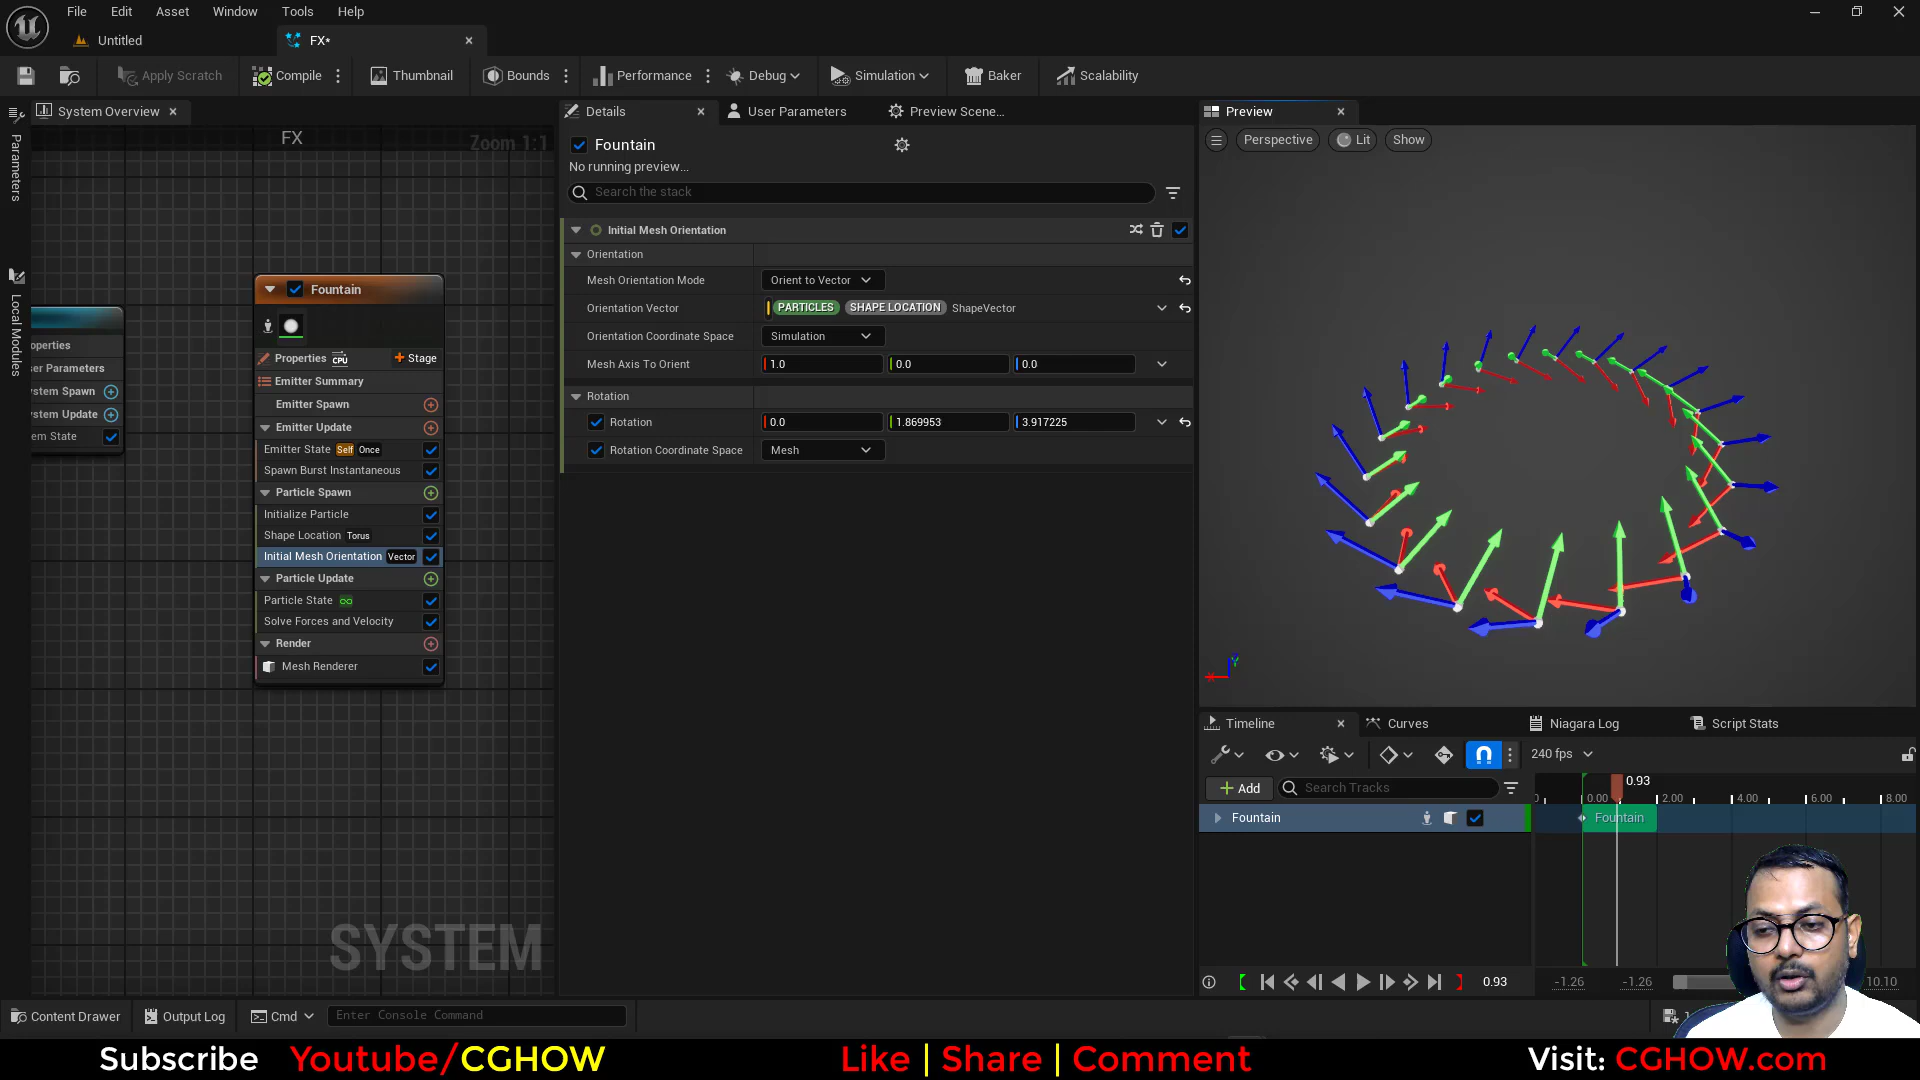 File Edit Asset Window Tools Help
Untitled FX*
Apply Scratch Compile Thumbnail Bounds Performance Debug Simulation Baker Scalability
System Overview Details User Parameters Preview Scene... Preview
Parameters
Local Modules
FX Zoom 1:1
Fountain
No running preview...
Search the stack
Perspective Lit Show
Initial Mesh Orientation
Orientation
Mesh Orientation Mode Orient to Vector
Orientation Vector PARTICLES SHAPE LOCATION ShapeVector
Orientation Coordinate Space Simulation
Mesh Axis To Orient 1.0 0.0 0.0
Rotation
Rotation 0.0 1.869953 3.917225
Rotation Coordinate Space Mesh
operties
ser Parameters
ystem Spawn
ystem Update
em State
Fountain
Properties CPU Stage
Emitter Summary
Emitter Spawn
Emitter Update
Emitter State Self Once
Spawn Burst Instantaneous
Particle Spawn
Initialize Particle
Shape Location Torus
Initial Mesh Orientation Vector
Particle Update
Particle State
Solve Forces and Velocity
Render
Mesh Renderer
SYSTEM
Timeline Curves Niagara Log Script Stats
240 fps
Add Search Tracks
0.93
0.00 2.00 4.00 6.00 8.00
Fountain Fountain
0.93 -1.26 -1.26 10.10
Content Drawer Output Log Cmd Enter Console Command
Subscribe Youtube/CGHOW Like | Share | Comment Visit: CGHOW.com